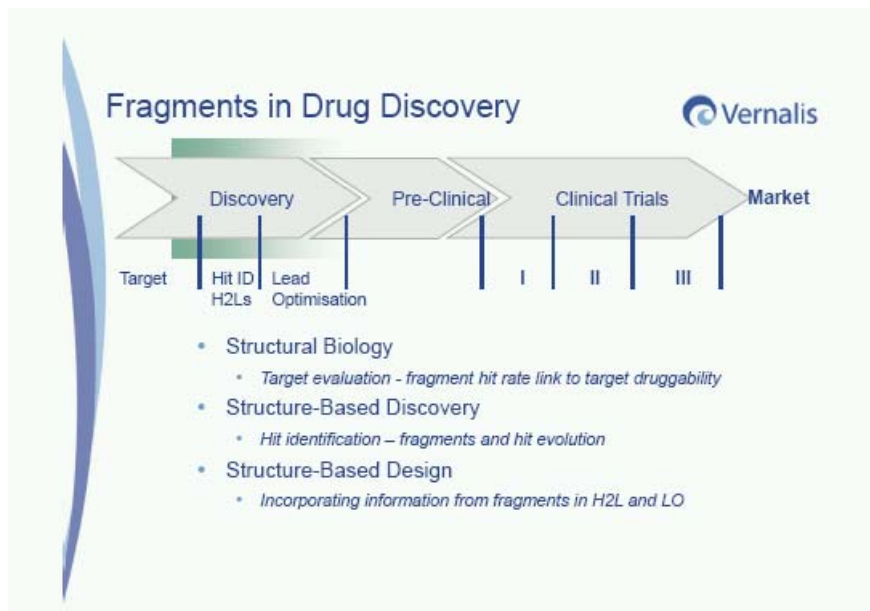 Fragments in Drug Discovery
Vernalis
Discovery
Pre-Clinical
Clinical Trials
Market
Target
Hit ID
H2Ls
Lead
Optimisation
I
II
III
• Structural Biology
• Target evaluation - fragment hit rate link to target druggability
• Structure-Based Discovery
• Hit identification – fragments and hit evolution
• Structure-Based Design
• Incorporating information from fragments in H2L and LO